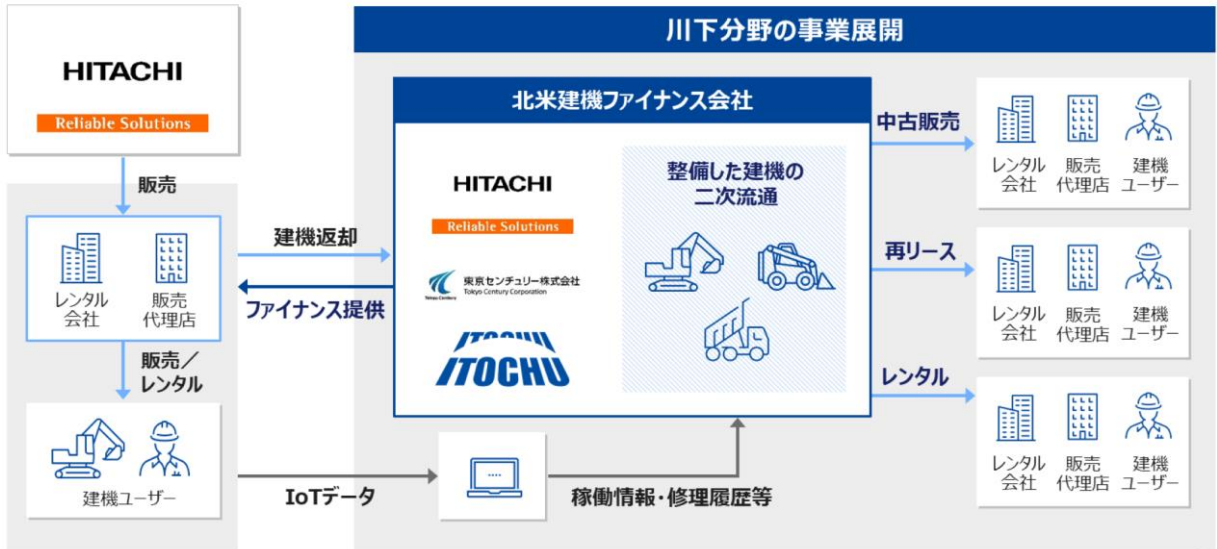 HITACHI
Reliable Solutions
販売
レンタル
会社
販売
代理店
販売／
レンタル
建機ユーザー
建機返却
ファイナンス提供
IoTデータ
稼働情報・修理履歴等
川下分野の事業展開
北米建機ファイナンス会社
HITACHI
Reliable Solutions
Tokyo Century
東京センチュリー株式会社
Tokyo Century Corporation
ITOCHU
ITOCHU
整備した建機の
二次流通
中古販売
レンタル
会社
販売
代理店
建機
ユーザー
再リース
レンタル
会社
販売
代理店
建機
ユーザー
レンタル
レンタル
会社
販売
代理店
建機
ユーザー